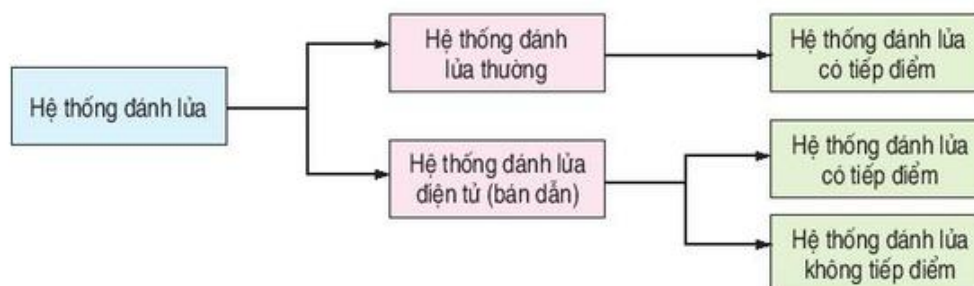 Hệ thống đánh lửa
Hệ thống đánh
lửa thường
Hệ thống đánh lửa
có tiếp điểm
Hệ thống đánh lửa
điện tử (bán dẫn)
Hệ thống đánh lửa
có tiếp điểm
Hệ thống đánh lửa
không tiếp điểm